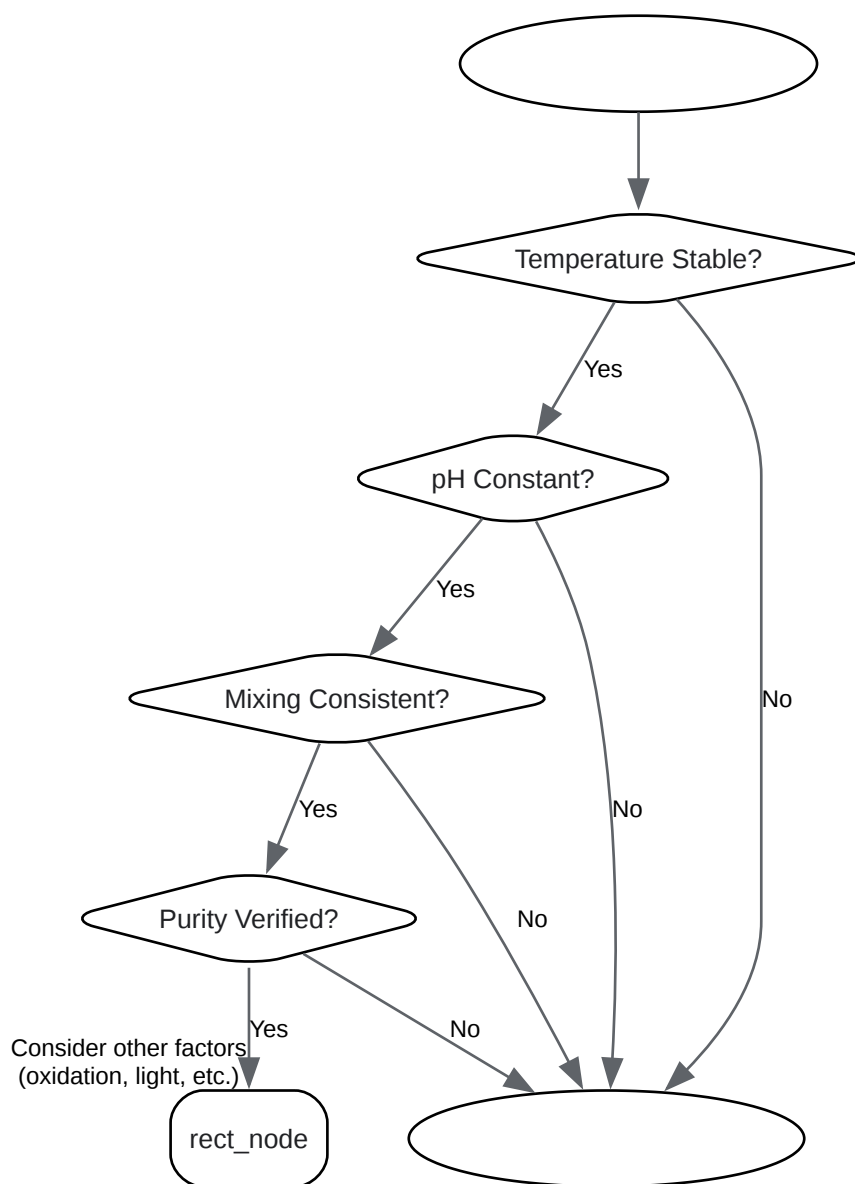 Temperature Stable?
Yes
pH Constant?
Yes
No
Mixing Consistent?
Yes
No
Purity Verified?
No
Yes
No
Consider other factors
(oxidation, light, etc.)
rect_node